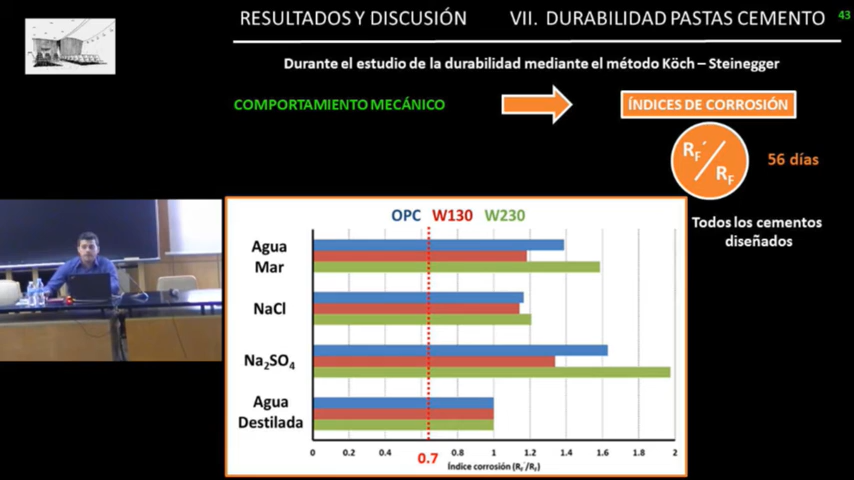 RESULTADOS Y DISCUSIÓN VII. DURABILIDAD PASTAS CEMENTO 43
Durante el estudio de la durabilidad mediante el método Köch – Steinegger
COMPORTAMIENTO MECÁNICO ÍNDICES DE CORROSIÓN
R_F´/R_F 56 días
Todos los cementos
diseñados
OPC W130 W230
Agua
Mar
NaCl
Na₂SO₄
Agua
Destilada
0 0.2 0.4 0.8 1 1.2 1.4 1.6 1.8 2
0.7
Índice corrosión (R_F´/R_F)